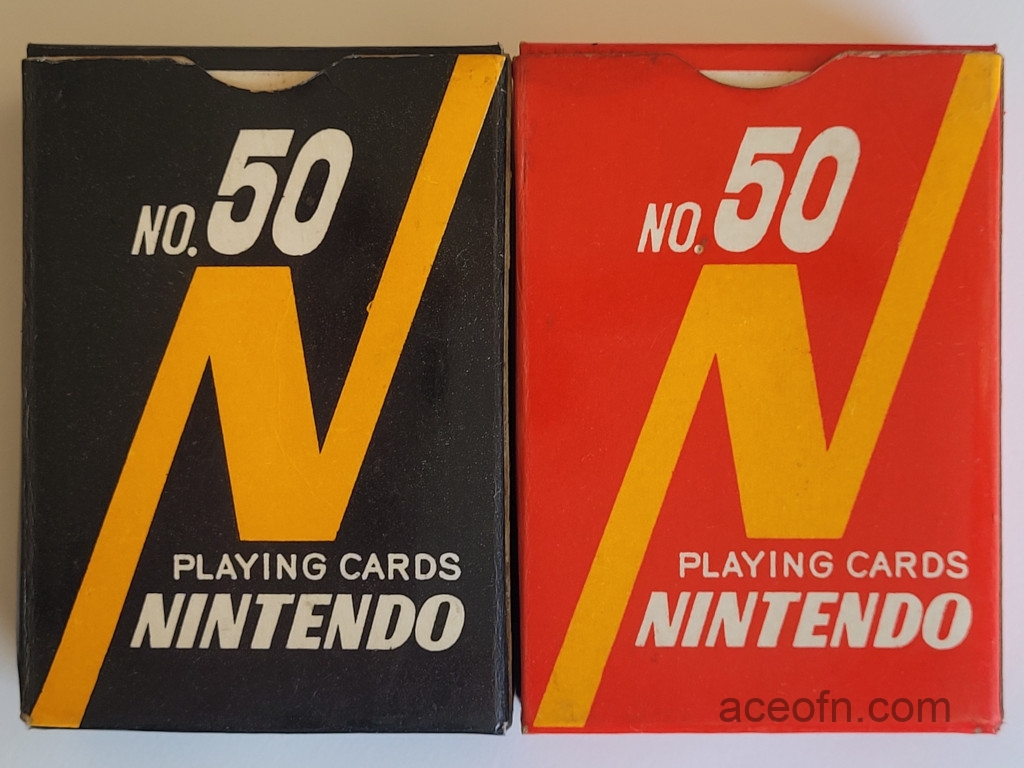 NO. 50
PLAYING CARDS
NINTENDO
NO. 50
PLAYING CARDS
NINTENDO
aceofn.com